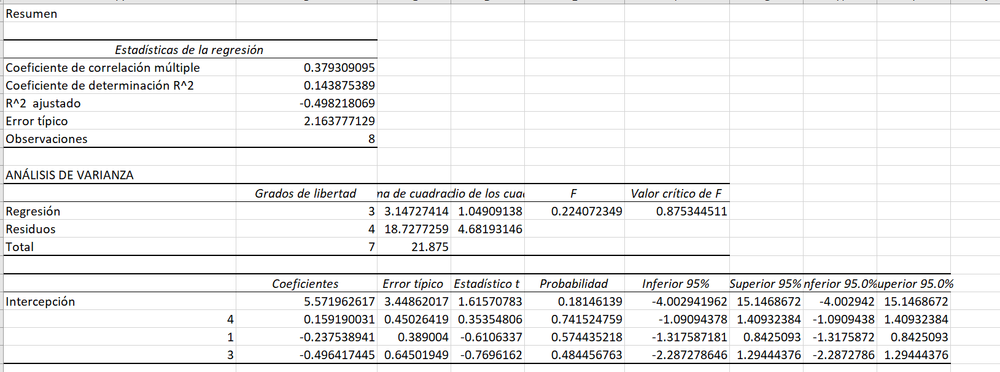 Resumen
Estadísticas de la regresión
Coeficiente de correlación múltiple 0.379309095
Coeficiente de determinación R^2 0.143875389
R^2 ajustado -0.498218069
Error típico 2.163777129
Observaciones 8
ANÁLISIS DE VARIANZA
Grados de libertad ma de cuadrad dio de los cuad F Valor crítico de F
Regresión 3 3.14727414 1.04909138 0.224072349 0.875344511
Residuos 4 18.7277259 4.68193146
Total 7 21.875
Coeficientes Error típico Estadístico t Probabilidad Inferior 95% Superior 95% nferior 95.0% uperior 95.0%
Intercepción 5.571962617 3.44862017 1.61570783 0.18146139 -4.002941962 15.1468672 -4.002942 15.1468672
4 0.159190031 0.45026419 0.35354806 0.741524759 -1.09094378 1.40932384 -1.0909438 1.40932384
1 -0.237538941 0.389004 -0.6106337 0.574435218 -1.317587181 0.8425093 -1.3175872 0.8425093
3 -0.496417445 0.64501949 -0.7696162 0.484456763 -2.287278646 1.29444376 -2.2872786 1.29444376